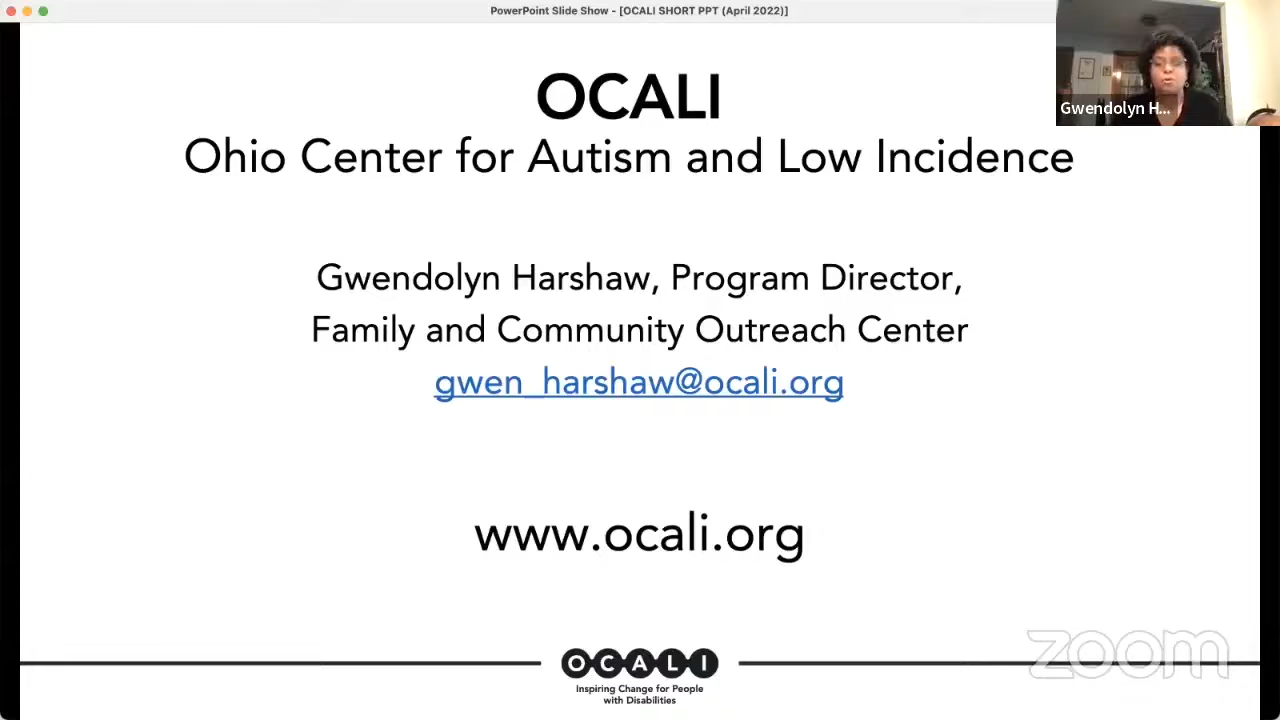 PowerPoint Slide Show - [OCALI SHORT PPT (April 2022)]
Gwendolyn H...
OCALI
Ohio Center for Autism and Low Incidence
Gwendolyn Harshaw, Program Director,
Family and Community Outreach Center
gwen_harshaw@ocali.org
www.ocali.org
zoom
OCALI
Inspiring Change for People
with Disabilities